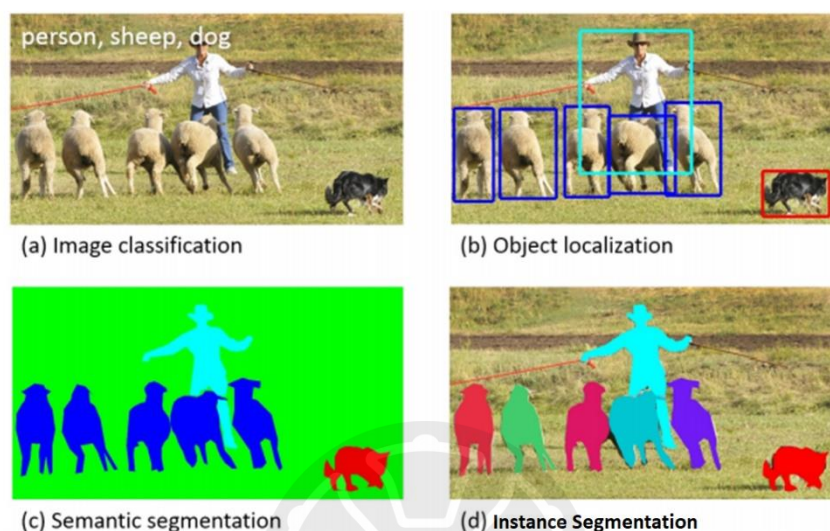 person, sheep, dog
(a) Image classification
(b) Object localization
(c) Semantic segmentation
(d) Instance Segmentation